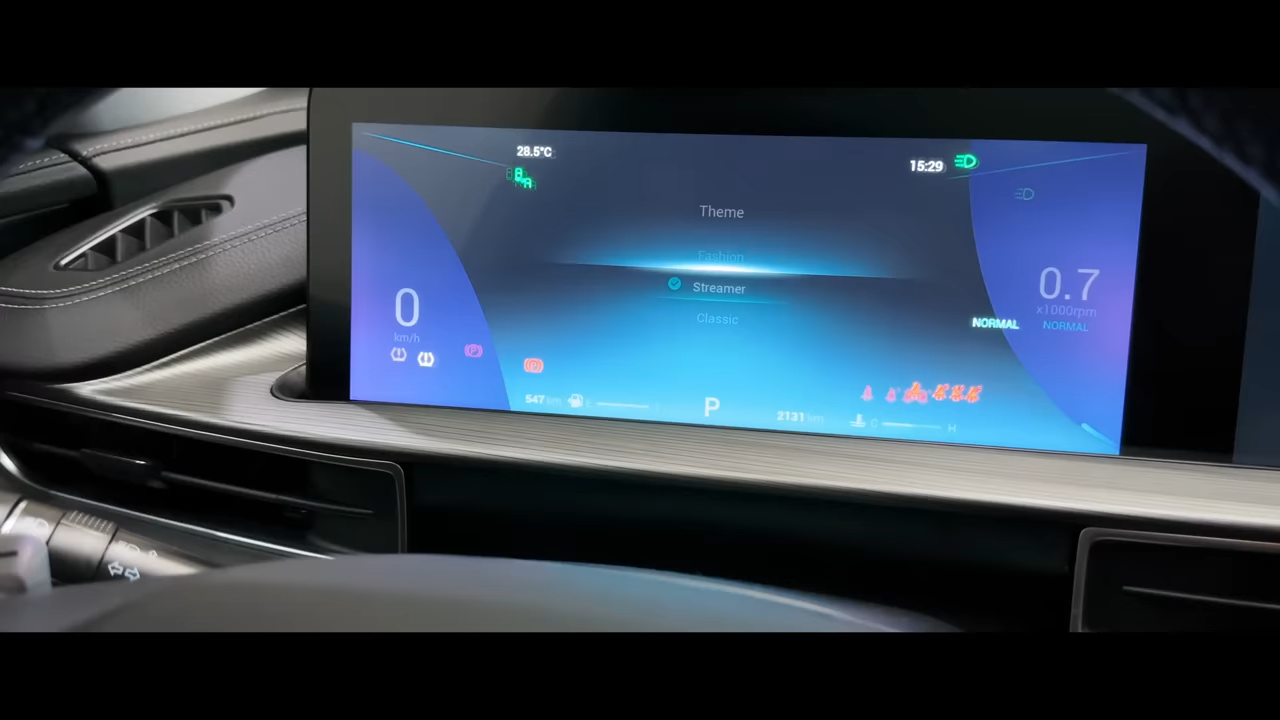 28.5°C
15:29
Theme
Fashion
Streamer
Classic
0
km/h
0.7
x1000rpm
NORMAL
NORMAL
547 km
P
2131 km
C
H